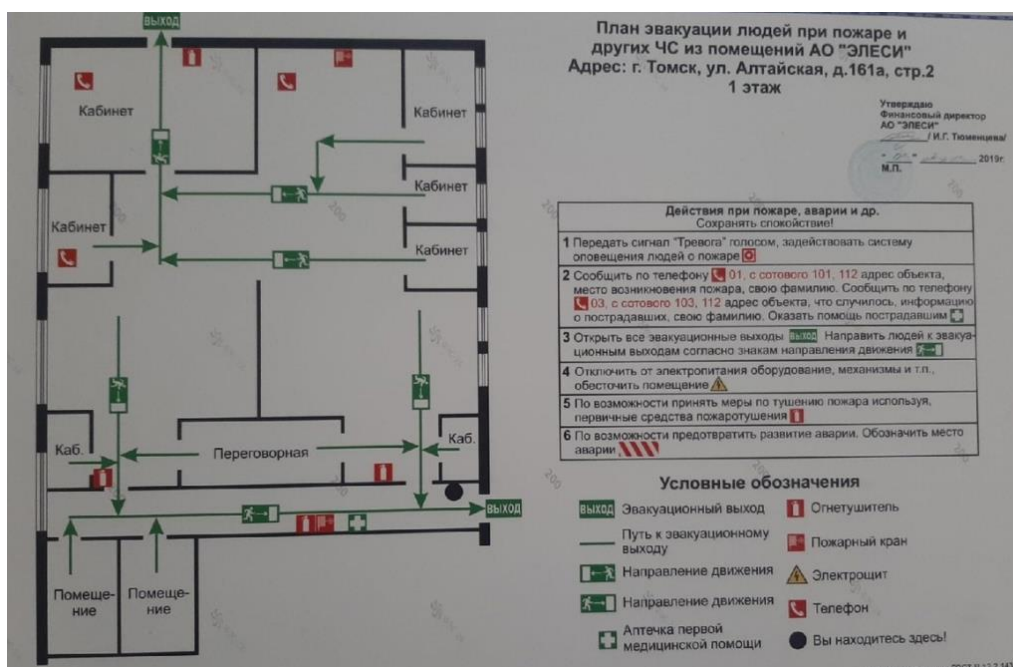 ВЫХОД
План эвакуации людей при пожаре и
других ЧС из помещений АО "ЭЛЕСИ"
Адрес: г. Томск, ул. Алтайская, д.161а, стр.2
1 этаж
Утверждаю
Финансовый директор
АО "ЭЛЕСИ"
/ И.Г. Тюменцева/
2019г.
М.П.
Кабинет
Кабинет
Кабинет
Кабинет
Кабинет
Каб.
Переговорная
Каб.
ВЫХОД
Помеще-
ние
Помеще-
ние
Действия при пожаре, аварии и др.
Сохранять спокойствие!
1 Передать сигнал "Тревога" голосом, задействовать систему
оповещения людей о пожаре
2 Сообщить по телефону 01, с сотового 101, 112 адрес объекта,
место возникновения пожара, свою фамилию. Сообщить по телефону
03, с сотового 103, 112 адрес объекта, что случилось, информацию
о пострадавших, свою фамилию. Оказать помощь пострадавшим
3 Открыть все эвакуационные выходы ВЫХОД Направить людей к эвакуа-
ционным выходам согласно знакам направления движения
4 Отключить от электропитания оборудование, механизмы и т.п.,
обесточить помещение
5 По возможности принять меры по тушению пожара используя,
первичные средства пожаротушения
6 По возможности предотвратить развитие аварии. Обозначить место
аварии
Условные обозначения
ВЫХОД Эвакуационный выход
Путь к эвакуационному
выходу
Направление движения
Направление движения
Аптечка первой
медицинской помощи
Огнетушитель
Пожарный кран
Электрощит
Телефон
Вы находитесь здесь!
200
200
200
200
200